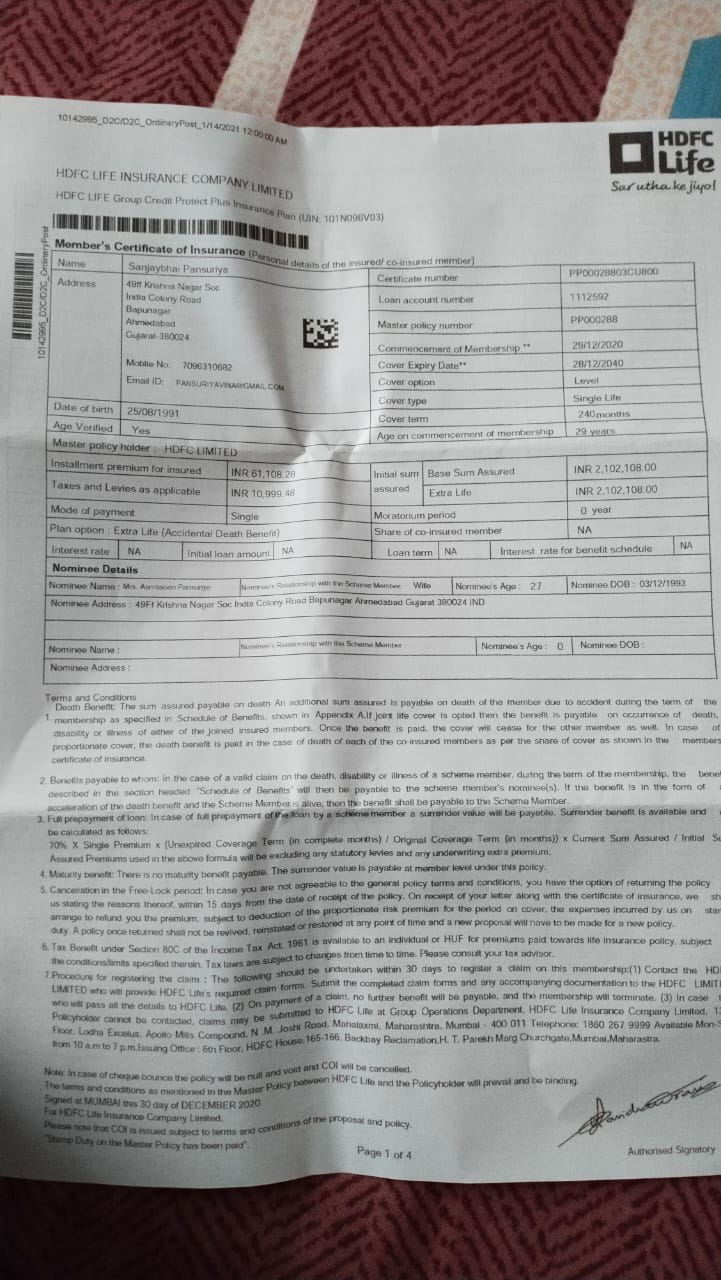 10142995_D2C/D2C_OrdinaryPost_1/14/2021 12:00:00 AM
HDFC
Life
Sar utha ke jiyo!
HDFC LIFE INSURANCE COMPANY LIMITED
HDFC LIFE Group Credit Protect Plus Insurance Plan (UIN: 101N096V03)
10142995_D2C/D2C_OrdinaryPost
Member's Certificate of Insurance (Personal details of the insured/ co-insured member)
Name Sanjaybhai Pansuriya
Address 49ff Krishna Nagar Soc
India Colony Road
Bapunagar
Ahmedabad
Gujarat-380024
Mobile No: 7096310682
Email ID: PANSURIYAVINA@GMAIL.COM
Date of birth 25/08/1991
Age Verified Yes
Certificate number PP00028803CU800
Loan account number 1112592
Master policy number PP000288
Commencement of Membership ** 29/12/2020
Cover Expiry Date** 28/12/2040
Cover option Level
Cover type Single Life
Cover term 240 months
Age on commencement of membership 29 years
Master policy holder : HDFC LIMITED
Installment premium for insured INR 61,108.28
Taxes and Levies as applicable INR 10,999.48
Mode of payment Single
Initial sum assured Base Sum Assured INR 2,102,108.00
Extra Life INR 2,102,108.00
Moratorium period 0 year
Plan option : Extra Life (Accidental Death Benefit) Share of co-insured member NA
Interest rate NA Initial loan amount NA Loan term NA Interest rate for benefit schedule NA
Nominee Details
Nominee Name : Mrs. Asmitaben Pansuriya Nominee's Relationship with the Scheme Member: Wife Nominee's Age : 27 Nominee DOB : 03/12/1993
Nominee Address : 49Ff Krishna Nagar Soc India Colony Road Bapunagar Ahmedabad Gujarat 380024 IND
Nominee Name : Nominee's Relationship with the Scheme Member : Nominee's Age : 0 Nominee DOB :
Nominee Address :
Terms and Conditions
1. Death Benefit: The sum assured payable on death An additional sum assured is payable on death of the member due to accident during the term of the
membership as specified in Schedule of Benefits, shown in Appendix A.If joint life cover is opted then the benefit is payable on occurrence of death,
disability or illness of either of the joined insured members. Once the benefit is paid, the cover will cease for the other member as well. In case of
proportionate cover, the death benefit is paid in the case of death of each of the co-insured members as per the share of cover as shown in the members
certificate of insurance.
2. Benefits payable to whom: in the case of a valid claim on the death, disability or illness of a scheme member, during the term of the membership, the
described in the section headed "Schedule of Benefits" will then be payable to the scheme member's nominee(s). If the benefit is in the form of
acceleration of the death benefit and the Scheme Member is alive, then the benefit shall be payable to the Scheme Member.
3. Full prepayment of loan: In case of full prepayment of the loan by a scheme member a surrender value will be payable. Surrender benefit is available and
be calculated as follows:
70% X Single Premium x (Unexpired Coverage Term (in complete months) / Original Coverage Term (in months)) x Current Sum Assured / Initial
Assured Premiums used in the above formula will be excluding any statutory levies and any underwriting extra premium.
4. Maturity benefit: There is no maturity benefit payable. The surrender value is payable at member level under this policy.
5. Cancellation in the Free-Look period: In case you are not agreeable to the general policy terms and conditions, you have the option of returning the policy
us stating the reasons thereof, within 15 days from the date of receipt of the policy. On receipt of your letter along with the certificate of insurance, we
arrange to refund you the premium, subject to deduction of the proportionate risk premium for the period on cover, the expenses incurred by us on
duty. A policy once returned shall not be revived, reinstated or restored at any point of time and a new proposal will have to be made for a new policy.
6. Tax Benefit under Section 80C of the Income Tax Act, 1961 is available to an individual or HUF for premiums paid towards life insurance policy, subject
the conditions/limits specified therein. Tax laws are subject to changes from time to time. Please consult your tax advisor.
7.Procedure for registering the claim : The following should be undertaken within 30 days to register a claim on this membership:(1) Contact the
LIMITED who will provide HDFC Life's required claim forms. Submit the completed claim forms and any accompanying documentation to the HDFC
who will pass all the details to HDFC Life. (2) On payment of a claim, no further benefit will be payable, and the membership will terminate. (3) In case
Policyholder cannot be contacted, claims may be submitted to HDFC Life at Group Operations Department, HDFC Life Insurance Company Limited,
Floor, Lodha Excelus, Apollo Mills Compound, N .M. Joshi Road, Mahalaxmi, Maharashtra, Mumbai - 400 011 Telephone: 1860 267 9999 Available
from 10 a.m to 7 p.m.Issuing Office : 6th Floor, HDFC House,165-166, Backbay Reclamation,H. T. Parekh Marg Churchgate,Mumbai,Maharastra.
Note: In case of cheque bounce the policy will be null and void and COI will be cancelled.
The terms and conditions as mentioned in the Master Policy between HDFC Life and the Policyholder will prevail and be binding.
Signed at MUMBAI this 30 day of DECEMBER 2020
For HDFC Life Insurance Company Limited.
Please note that COI is issued subject to terms and conditions of the proposal and policy.
"Stamp Duty on the Master Policy has been paid".
Page 1 of 4
Authorised Signatory